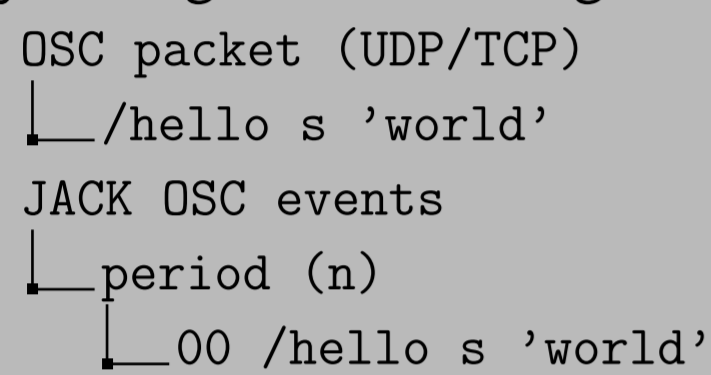 OSC packet (UDP/TCP)
/hello s ’world’
JACK OSC events
period (n)
00 /hello s ’world’